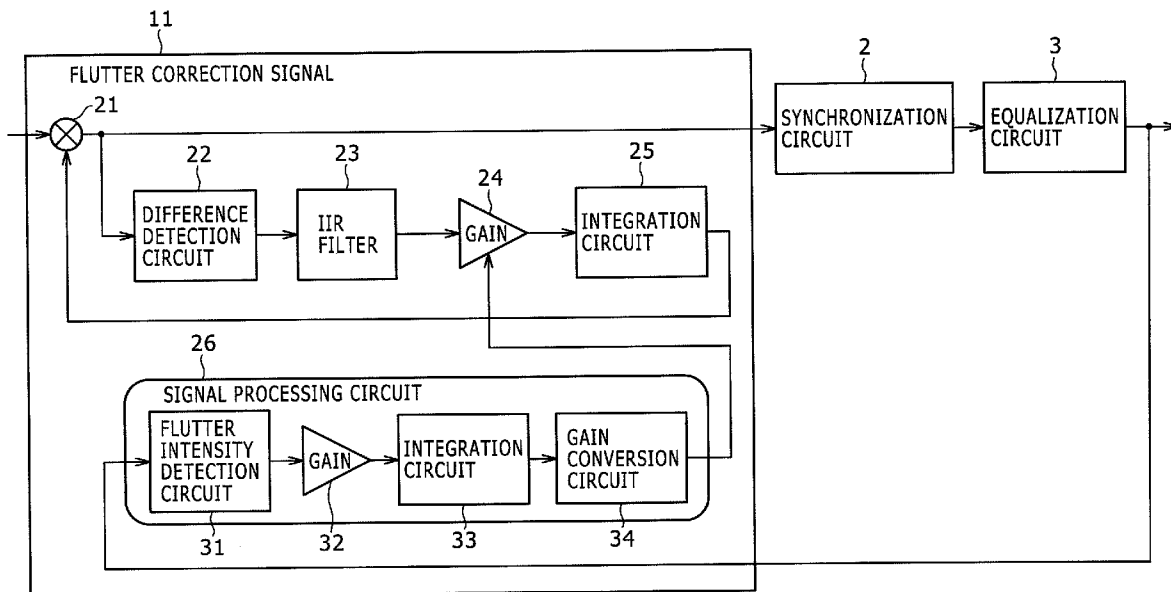 11
FLUTTER CORRECTION SIGNAL
21
2
SYNCHRONIZATION
CIRCUIT
3
EQUALIZATION
CIRCUIT
22
DIFFERENCE
DETECTION
CIRCUIT
23
IIR
FILTER
24
GAIN
25
INTEGRATION
CIRCUIT
26
SIGNAL PROCESSING CIRCUIT
FLUTTER
INTENSITY
DETECTION
CIRCUIT
31
GAIN
32
INTEGRATION
CIRCUIT
33
GAIN
CONVERSION
CIRCUIT
34